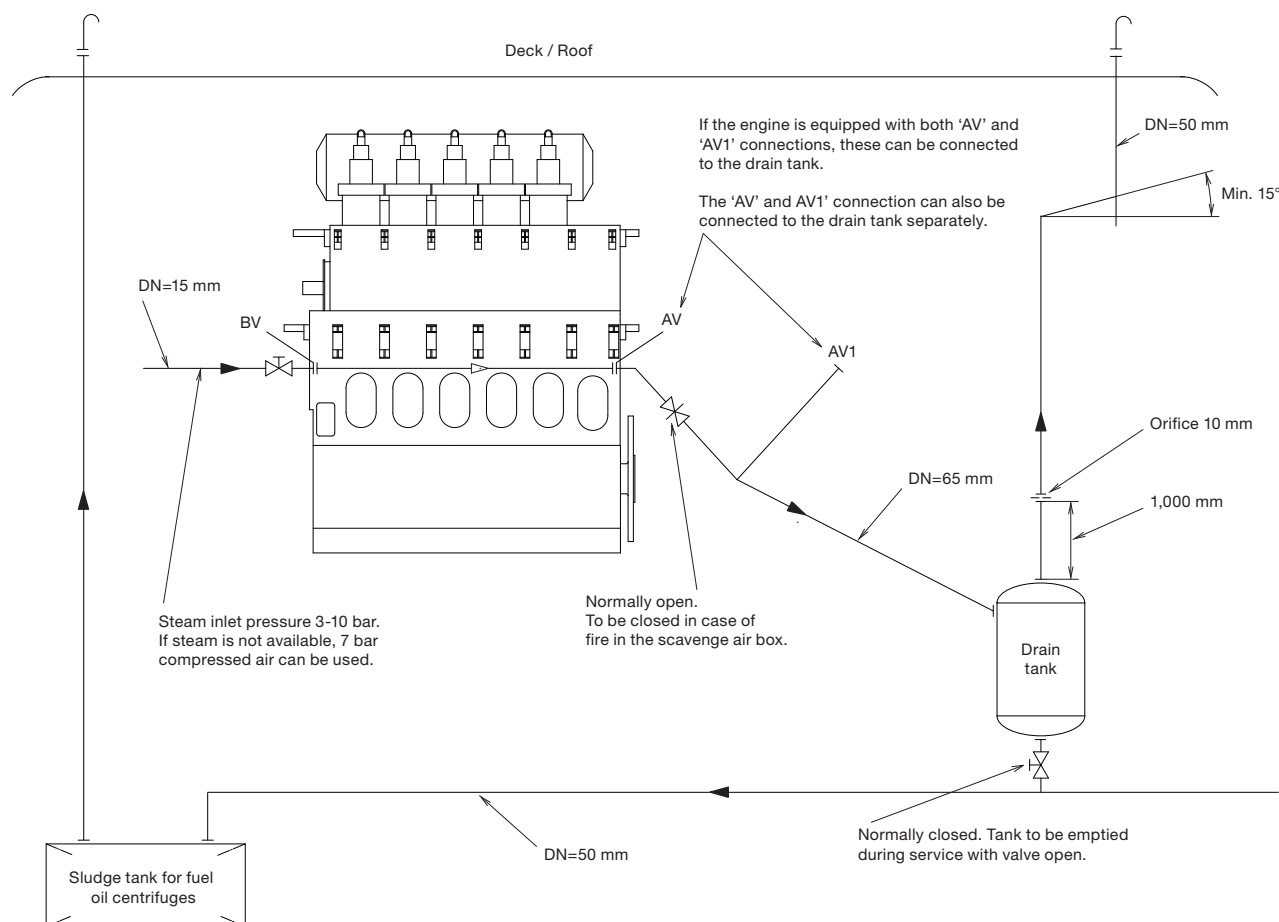 Deck / Roof
If the engine is equipped with both ‘AV’ and
‘AV1’ connections, these can be connected
to the drain tank.
The ‘AV’ and AV1’ connection can also be
connected to the drain tank separately.
DN=50 mm
Min. 15°
DN=15 mm
BV
AV
AV1
Orifice 10 mm
DN=65 mm
1,000 mm
Steam inlet pressure 3-10 bar.
If steam is not available, 7 bar
compressed air can be used.
Normally open.
To be closed in case of
fire in the scavenge air box.
Drain
tank
DN=50 mm
Normally closed. Tank to be emptied
during service with valve open.
Sludge tank for fuel
oil centrifuges